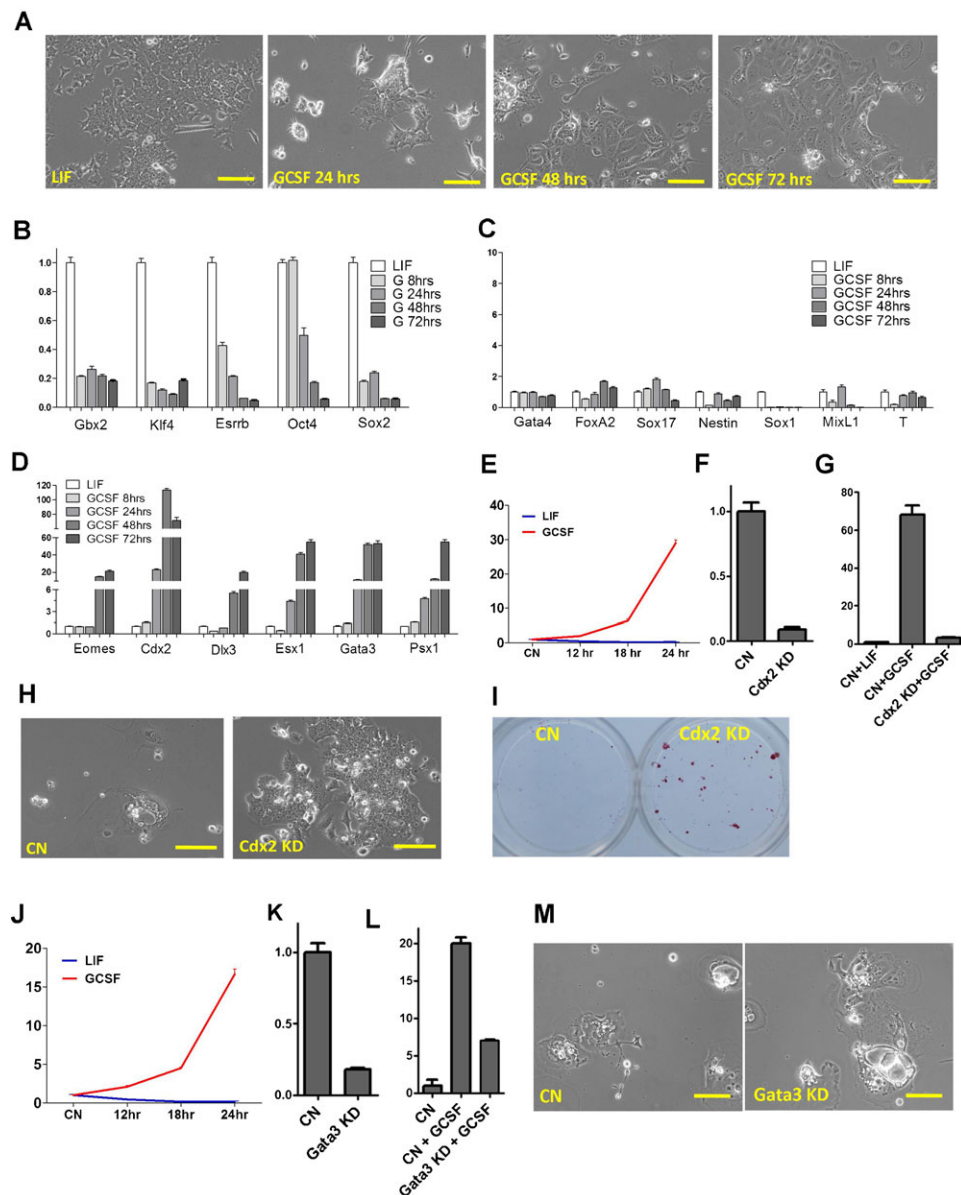 A
LIF
GCSF 24 hrs
GCSF 48 hrs
GCSF 72 hrs
B
1.0
0.8
0.6
0.4
0.2
0.0
LIF
G 8hrs
G 24hrs
G 48hrs
G 72hrs
Gbx2 Klf4 Esrrb Oct4 Sox2
C
10
8
6
4
2
0
LIF
GCSF 8hrs
GCSF 24hrs
GCSF 48hrs
GCSF 72hrs
Gata4 FoxA2 Sox17 Nestin Sox1 MixL1 T
D
120
100
80
60
40
20
6
3
0
LIF
GCSF 8hrs
GCSF 24hrs
GCSF 48hrs
GCSF 72hrs
Eomes Cdx2 Dlx3 Esx1 Gata3 Psx1
E
40
30
20
10
0
LIF
GCSF
CN 12 hr 18 hr 24 hr
F
1.0
0.5
0.0
CN
Cdx2 KD
G
80
60
40
20
0
CN+LIF
CN+GCSF
Cdx2 KD+GCSF
H
CN
Cdx2 KD
I
CN
Cdx2 KD
J
20
15
10
5
0
LIF
GCSF
CN 12hr 18hr 24hr
K
1.0
0.5
0.0
CN
Gata3 KD
L
20
15
10
5
0
CN
CN + GCSF
Gata3 KD + GCSF
M
CN
Gata3 KD